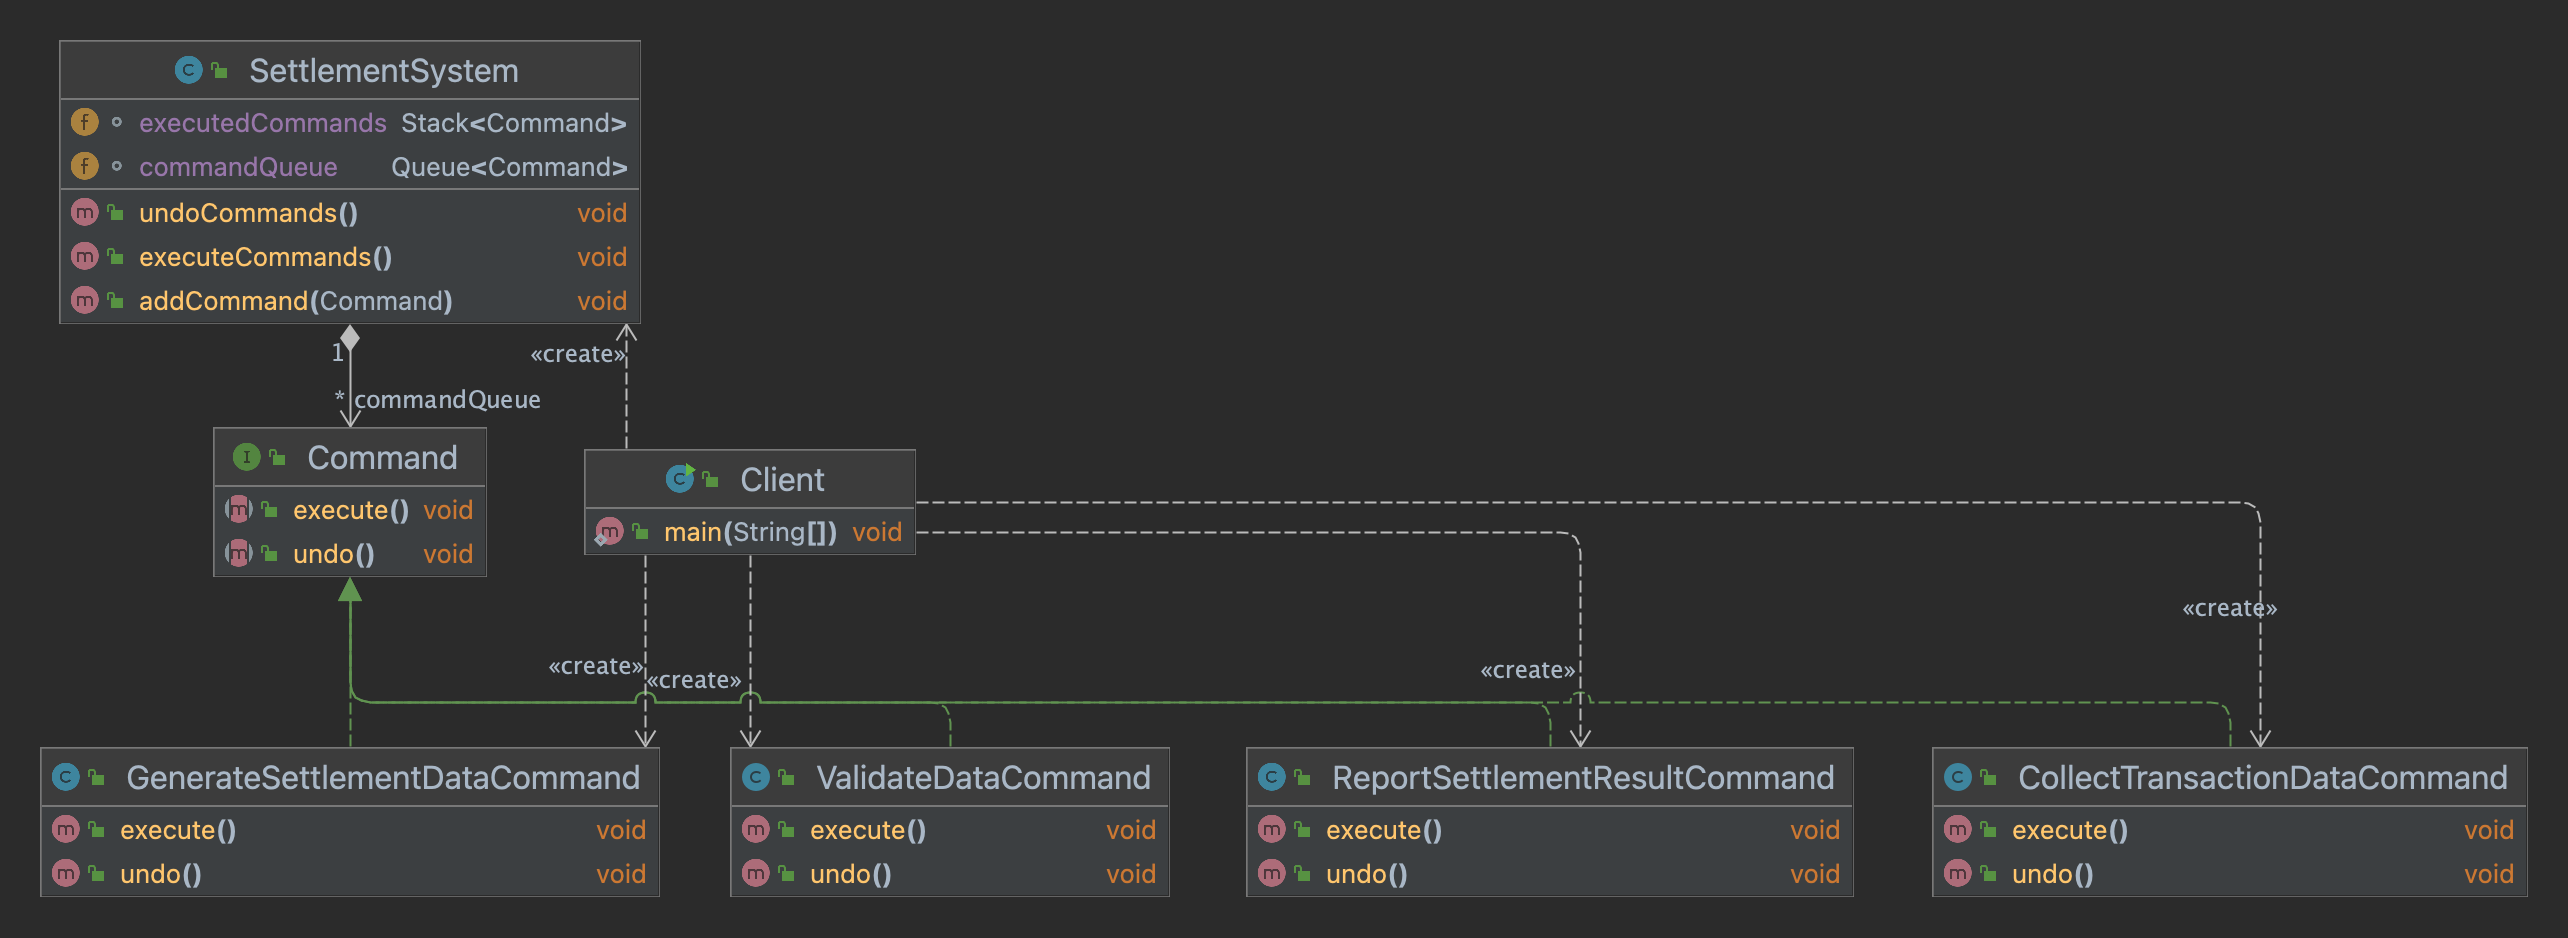 SettlementSystem
executedCommands Stack<Command>
commandQueue Queue<Command>
undoCommands() void
executeCommands() void
addCommand(Command) void
1
«create»
* commandQueue
Command
execute() void
undo() void
Client
main(String[]) void
«create»
«create»
«create»
«create»
GenerateSettlementDataCommand
execute() void
undo() void
ValidateDataCommand
execute() void
undo() void
ReportSettlementResultCommand
execute() void
undo() void
CollectTransactionDataCommand
execute() void
undo() void